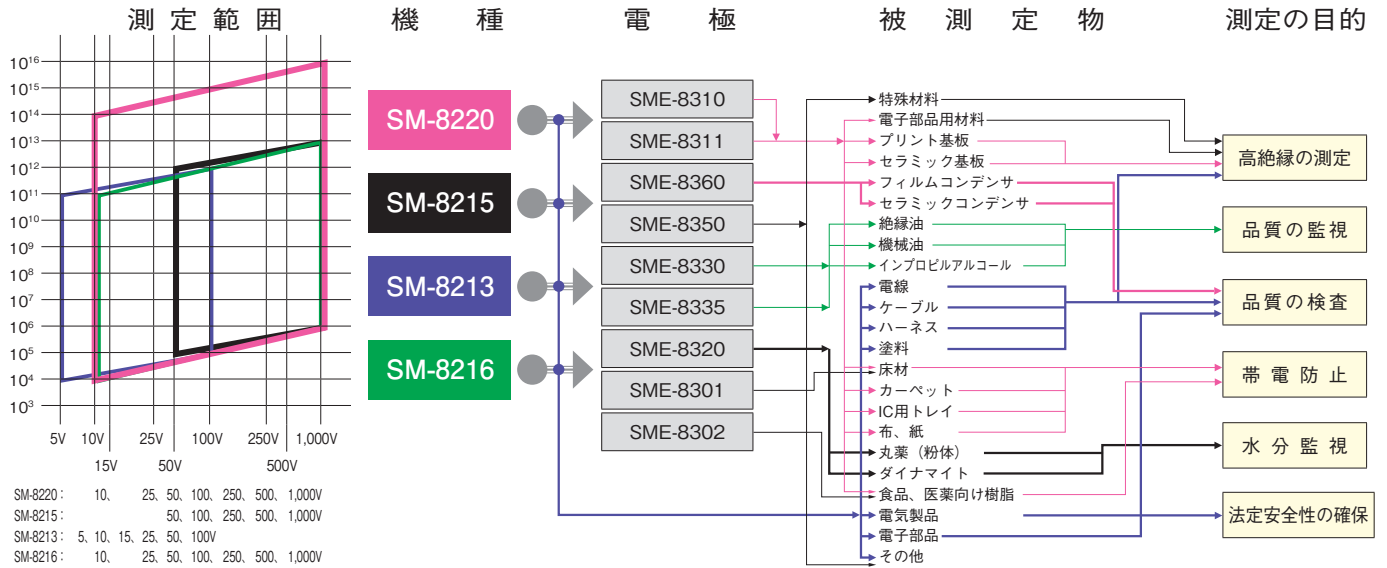 測定範囲
機種
電極
被測定物
測定の目的
10¹⁶
10¹⁵
10¹⁴
10¹³
10¹²
10¹¹
10¹⁰
10⁹
10⁸
10⁷
10⁶
10⁵
10⁴
10³
5V 10V 25V 100V 250V 1,000V
15V 50V 500V
SM-8220: 10、 25、50、100、250、500、1,000V
SM-8215: 50、100、250、500、1,000V
SM-8213: 5、10、15、25、50、100V
SM-8216: 10、 25、50、100、250、500、1,000V
SM-8220
SM-8215
SM-8213
SM-8216
SME-8310
SME-8311
SME-8360
SME-8350
SME-8330
SME-8335
SME-8320
SME-8301
SME-8302
特殊材料
電子部品用材料
プリント基板
セラミック基板
フィルムコンデンサ
セラミックコンデンサ
絶縁油
機械油
インプロピルアルコール
電線
ケーブル
ハーネス
塗料
床材
カーペット
IC用トレイ
布、紙
丸薬（粉体）
ダイナマイト
食品、医薬向け樹脂
電気製品
電子部品
その他
高絶縁の測定
品質の監視
品質の検査
帯電防止
水分監視
法定安全性の確保